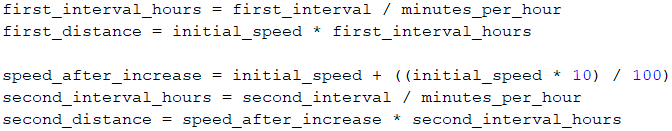 first_interval_hours = first_interval / minutes_per_hour
first_distance = initial_speed * first_interval_hours
speed_after_increase = initial_speed + ((initial_speed * 10) / 100)
second_interval_hours = second_interval / minutes_per_hour
second_distance = speed_after_increase * second_interval_hours